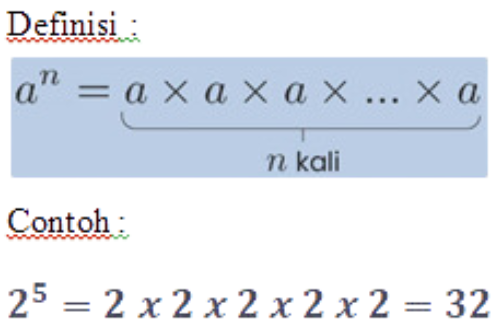 Definisi :
aⁿ = a × a × a × ... × a
n kali
Contoh :
2⁵ = 2 x 2 x 2 x 2 x 2 = 32